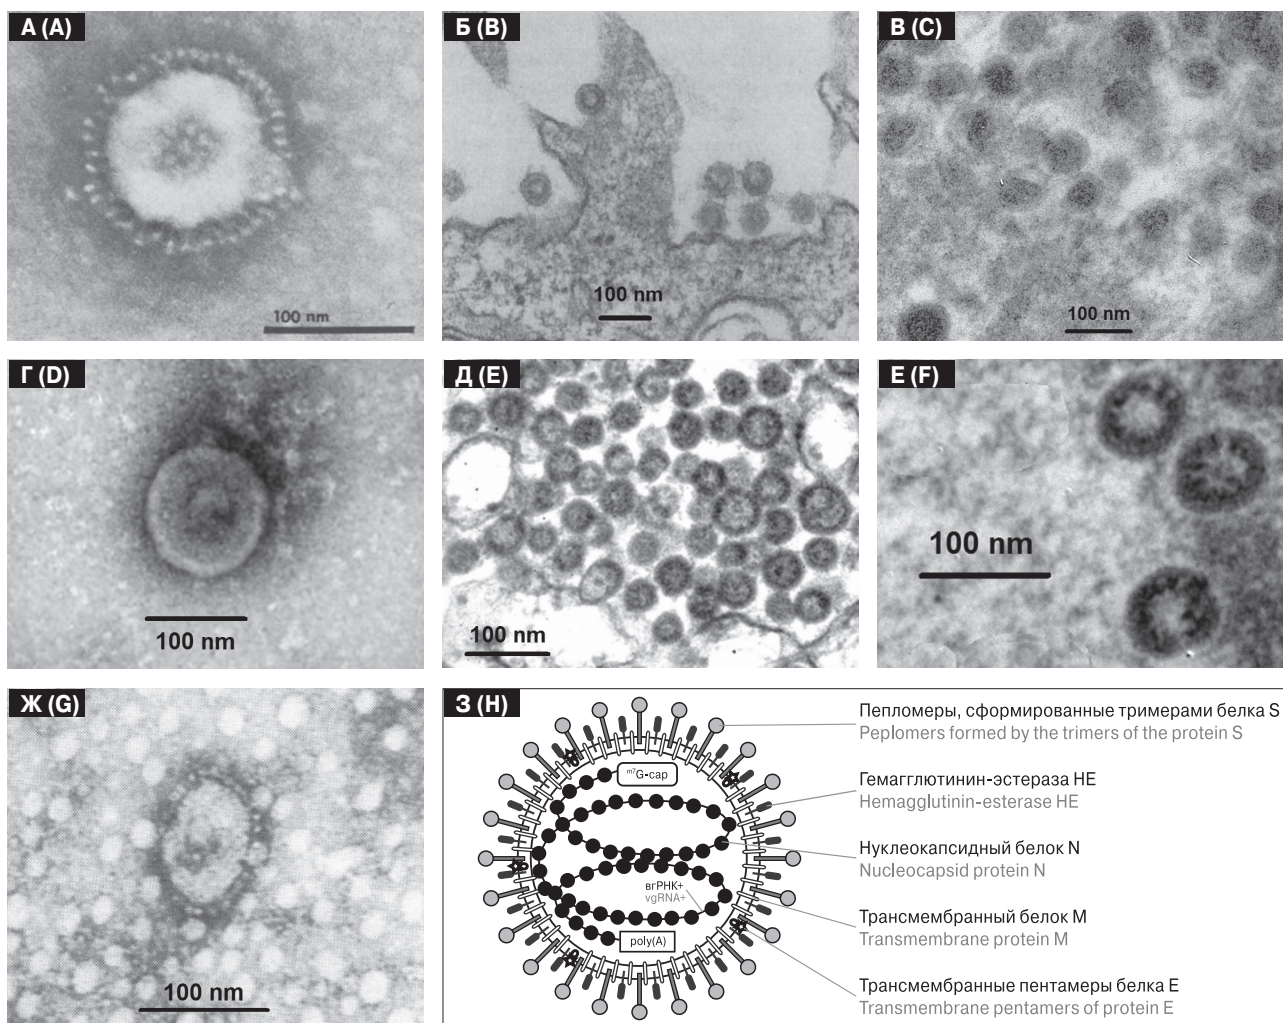 А (A)
100 nm
Б (B)
100 nm
В (C)
100 nm
Г (D)
100 nm
Д (E)
100 nm
Е (F)
100 nm
Ж (G)
100 nm
З (H)
m7G-cap
вгРНК+
vgRNA+
poly(A)
Пепломеры, сформированные тримерами белка S
Peplomers formed by the trimers of the protein S
Гемагглютинин-эстераза HE
Hemagglutinin-esterase HE
Нуклеокапсидный белок N
Nucleocapsid protein N
Трансмембранный белок M
Transmembrane protein M
Трансмембранные пентамеры белка E
Transmembrane pentamers of protein E